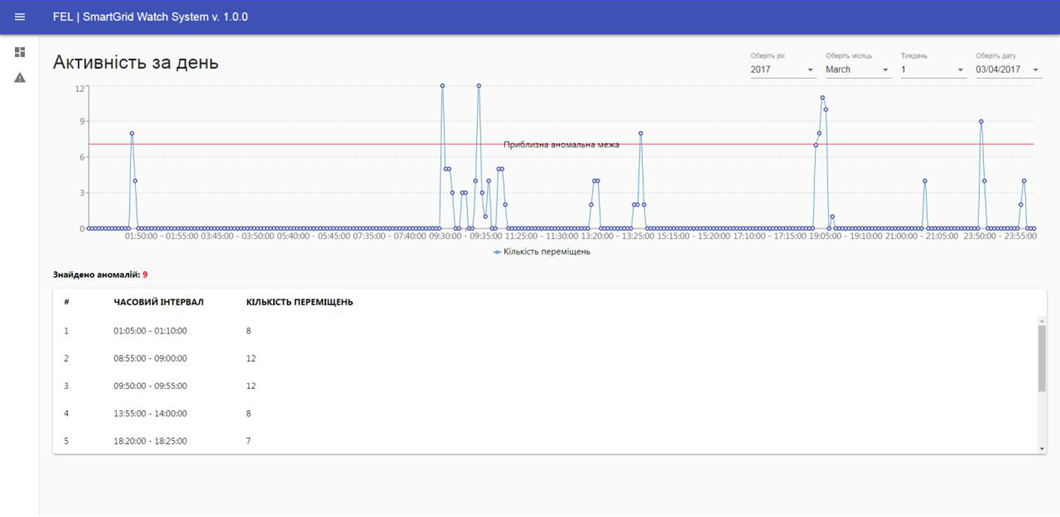 FEL | SmartGrid Watch System v. 1.0.0
Активність за день
Оберіть рік
2017
Оберіть місяць
March
Тиждень
1
Оберіть дату
03/04/2017
12
9
6
3
0
Приблизна аномальна межа
01:50:00 - 01:55:00 03:45:00 - 03:50:00 05:40:00 - 05:45:00 07:35:00 - 07:40:00 09:30:00 - 09:35:00 11:25:00 - 11:30:00 13:20:00 - 13:25:00 15:15:00 - 15:20:00 17:10:00 - 17:15:00 19:05:00 - 19:10:00 21:00:00 - 21:05:00 23:50:00 - 23:55:00
Кількість переміщень
Знайдено аномалій: 9
# ЧАСОВИЙ ІНТЕРВАЛ КІЛЬКІСТЬ ПЕРЕМІЩЕНЬ
1 01:05:00 - 01:10:00 8
2 08:55:00 - 09:00:00 12
3 09:50:00 - 09:55:00 12
4 13:55:00 - 14:00:00 8
5 18:20:00 - 18:25:00 7